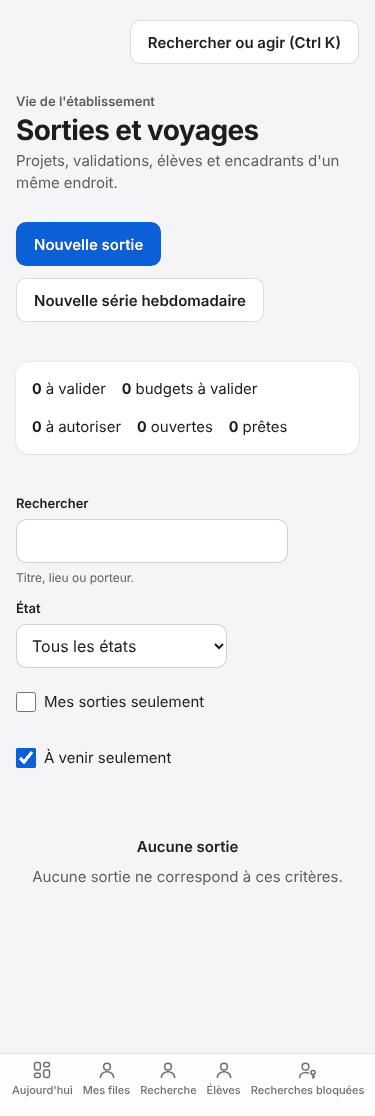 Rechercher ou agir (Ctrl K)
Vie de l'établissement
Sorties et voyages
Projets, validations, élèves et encadrants d'un
même endroit.
Nouvelle sortie
Nouvelle série hebdomadaire
0 à valider 0 budgets à valider
0 à autoriser 0 ouvertes 0 prêtes
Rechercher
Titre, lieu ou porteur.
État
Tous les états
Mes sorties seulement
À venir seulement
Aucune sortie
Aucune sortie ne correspond à ces critères.
Aujourd'hui Mes files Recherche Élèves Recherches bloquées